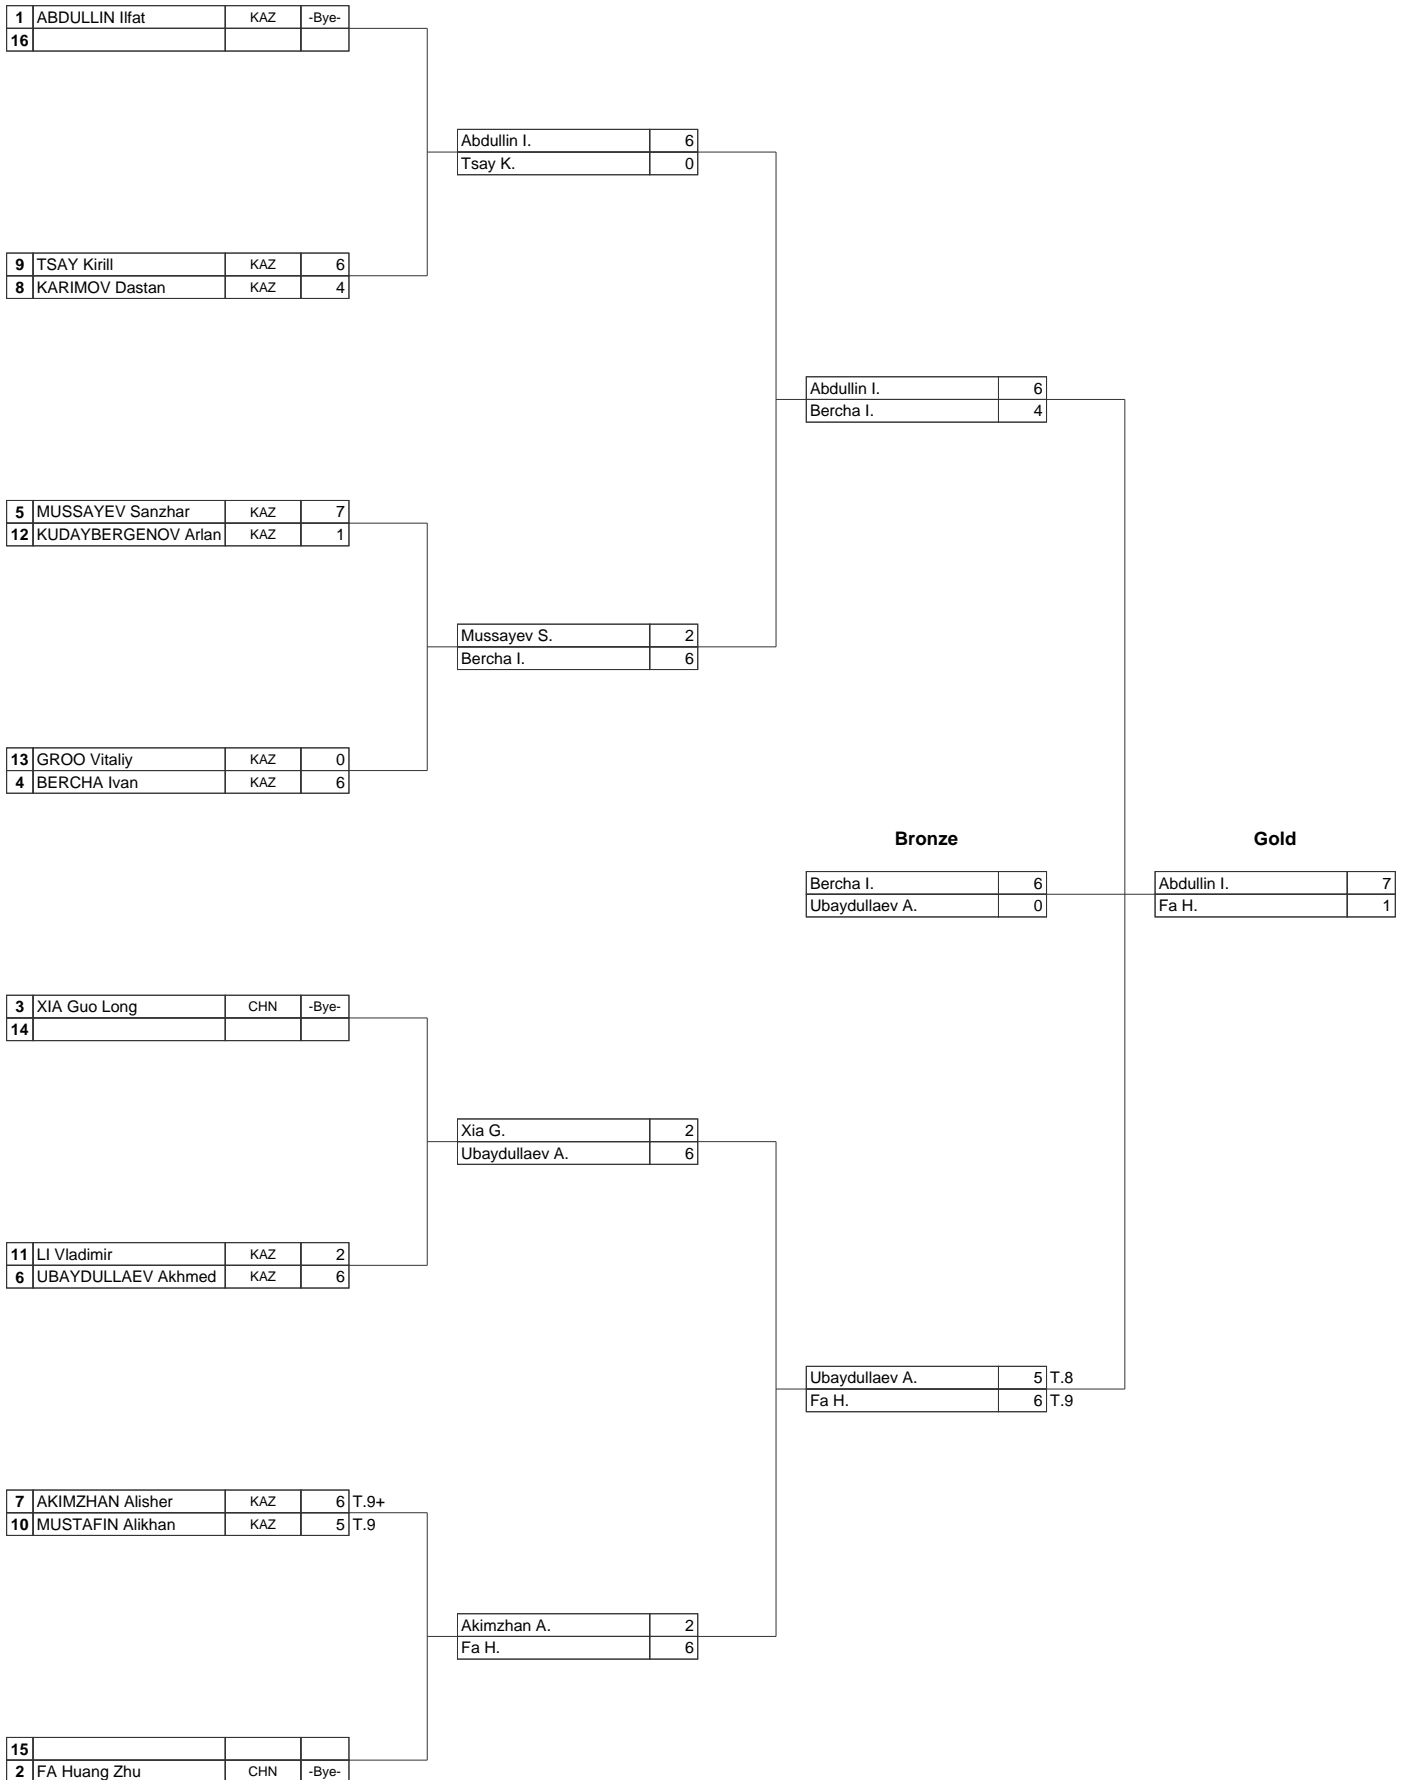 1 ABDULLIN Ilfat KAZ -Bye-
16
Abdullin I. 6
Tsay K. 0
9 TSAY Kirill KAZ 6
8 KARIMOV Dastan KAZ 4
Abdullin I. 6
Bercha I. 4
5 MUSSAYEV Sanzhar KAZ 7
12 KUDAYBERGENOV Arlan KAZ 1
Mussayev S. 2
Bercha I. 6
13 GROO Vitaliy KAZ 0
4 BERCHA Ivan KAZ 6
Bronze Gold
Bercha I. 6 Abdullin I. 7
Ubaydullaev A. 0 Fa H. 1
3 XIA Guo Long CHN -Bye-
14
Xia G. 2
Ubaydullaev A. 6
11 LI Vladimir KAZ 2
6 UBAYDULLAEV Akhmed KAZ 6
Ubaydullaev A. 5 T.8
Fa H. 6 T.9
7 AKIMZHAN Alisher KAZ 6 T.9+
10 MUSTAFIN Alikhan KAZ 5 T.9
Akimzhan A. 2
Fa H. 6
15
2 FA Huang Zhu CHN -Bye-